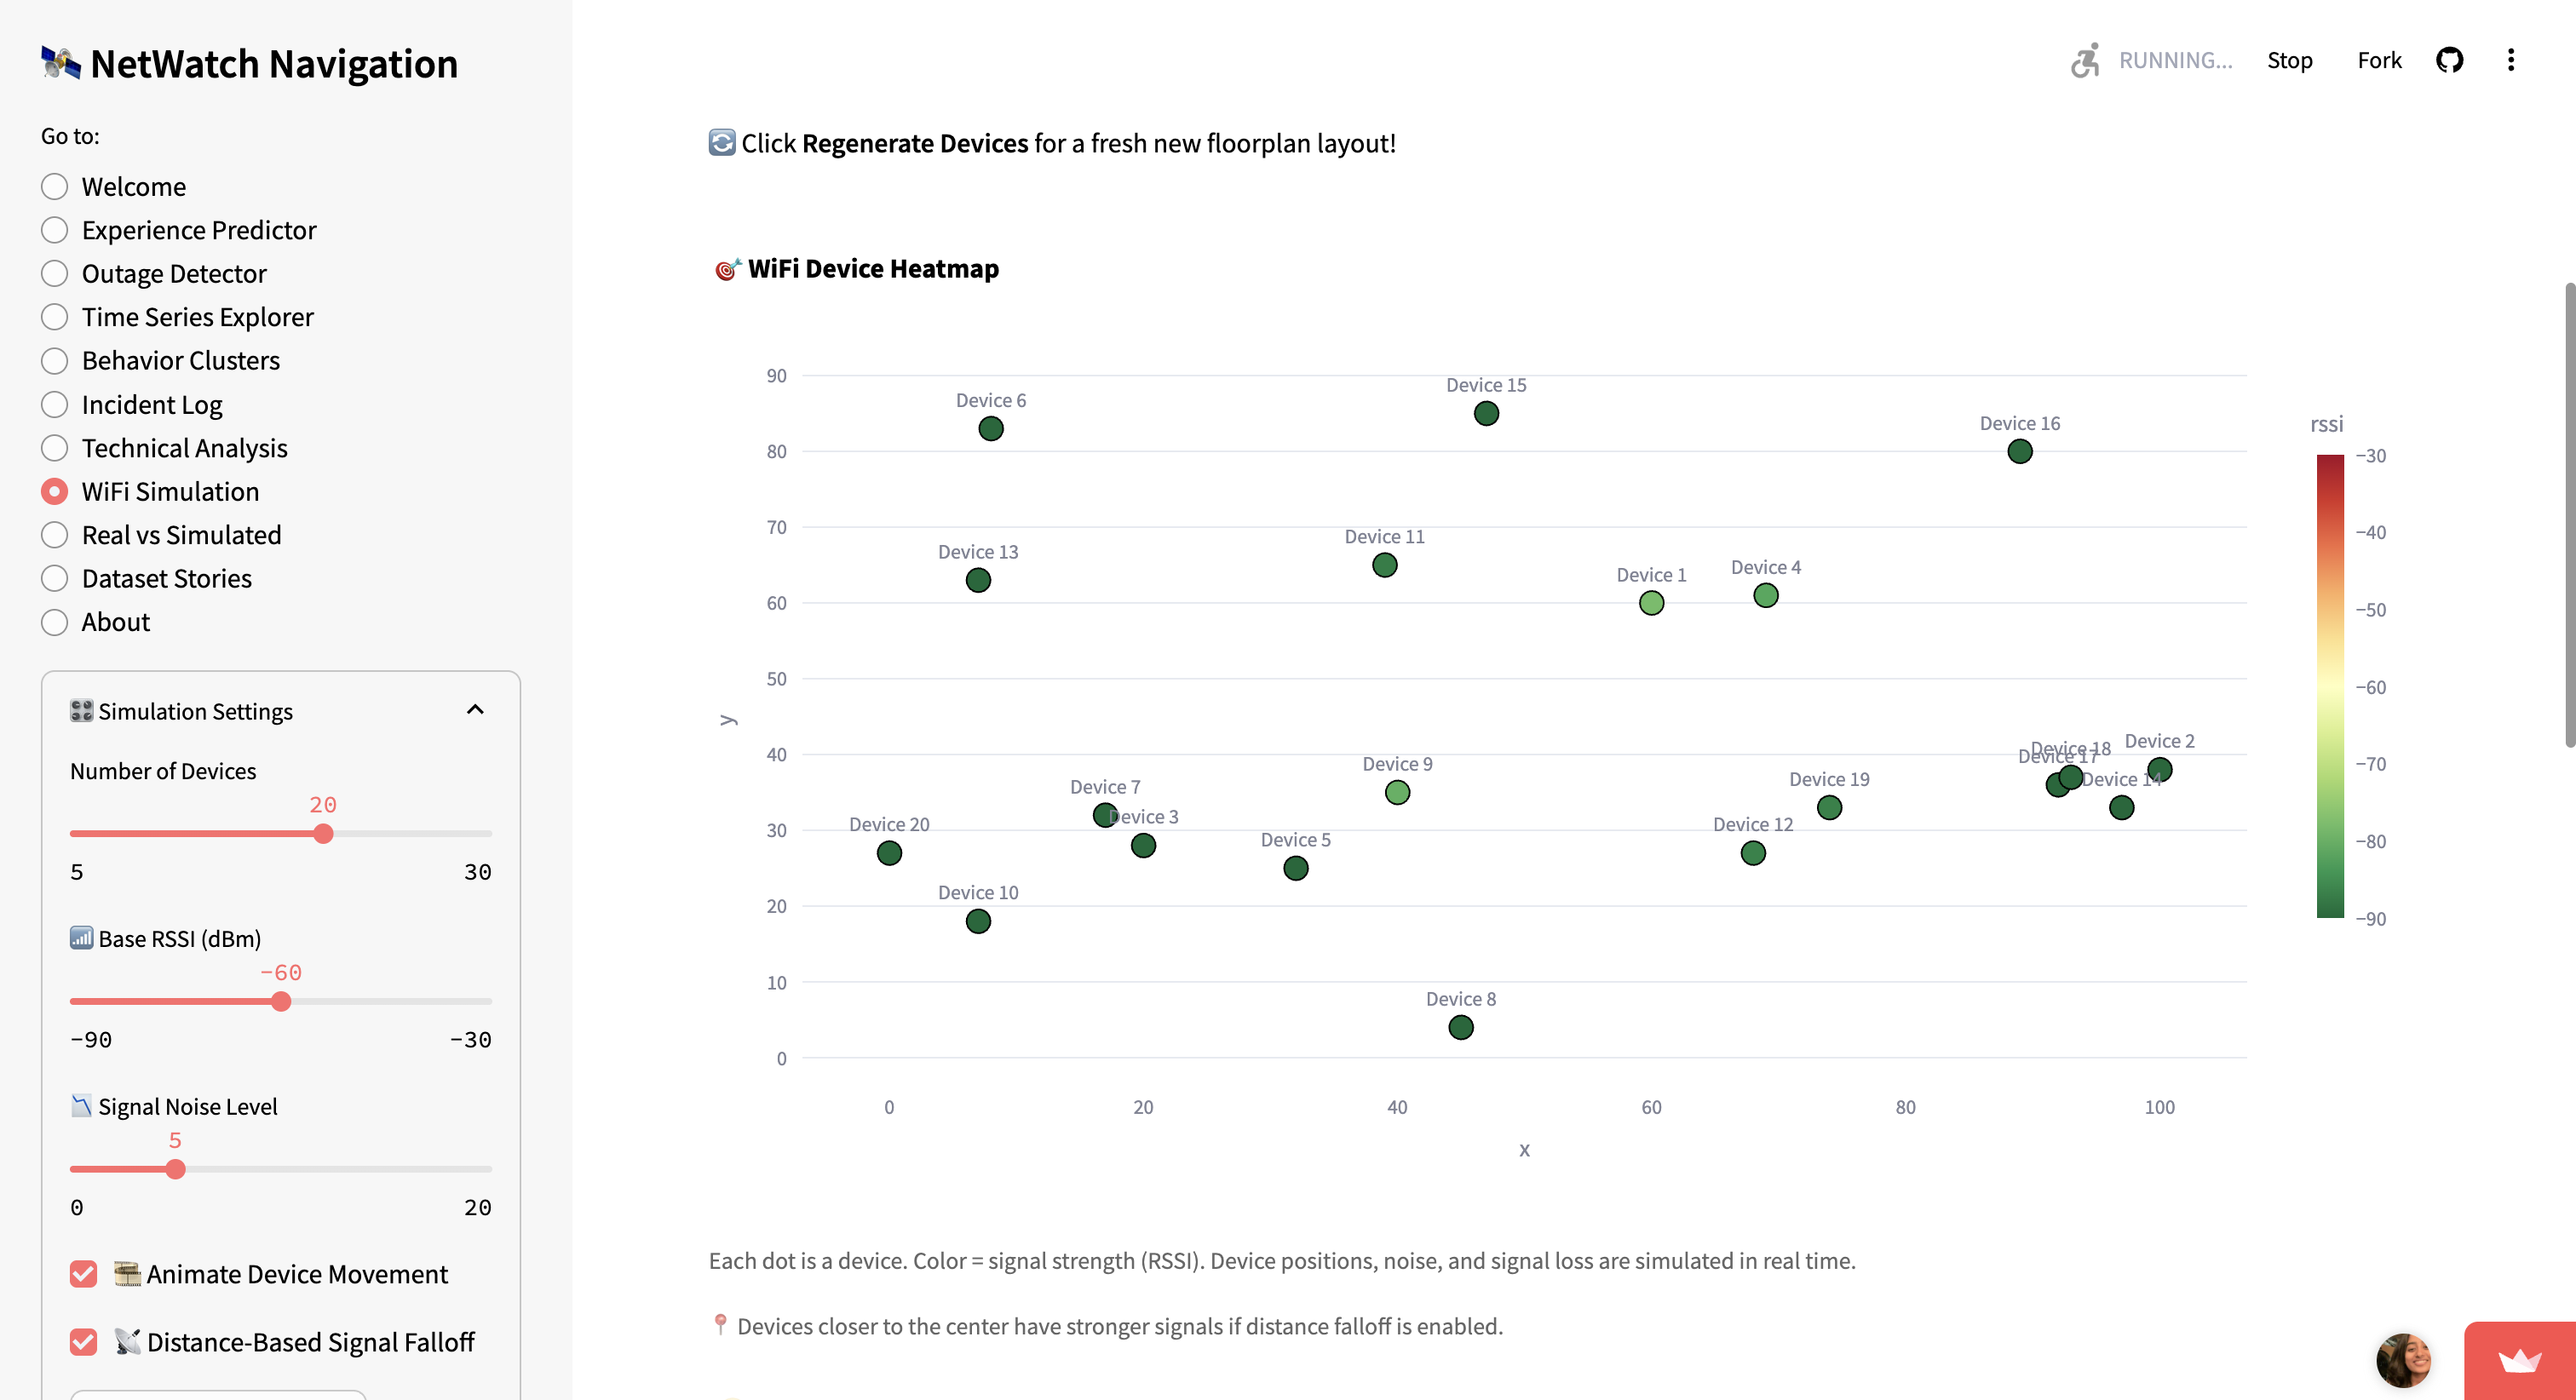 NetWatch Navigation
Go to:
Welcome
Experience Predictor
Outage Detector
Time Series Explorer
Behavior Clusters
Incident Log
Technical Analysis
WiFi Simulation
Real vs Simulated
Dataset Stories
About
Simulation Settings
Number of Devices
20
5 30
Base RSSI (dBm)
−60
−90 −30
Signal Noise Level
5
0 20
Animate Device Movement
Distance-Based Signal Falloff
RUNNING... Stop Fork
Click Regenerate Devices for a fresh new floorplan layout!
WiFi Device Heatmap
90
80
70
60
50
40
30
20
10
0
y
Device 15
Device 6
Device 16
Device 11
Device 13
Device 4
Device 1
Device 2
Device 18
Device 17
Device 9
Device 19
Device 14
Device 7
Device 3
Device 20
Device 12
Device 5
Device 10
Device 8
0 20 40 60 80 100
x
rssi
−30
−40
−50
−60
−70
−80
−90
Each dot is a device. Color = signal strength (RSSI). Device positions, noise, and signal loss are simulated in real time.
Devices closer to the center have stronger signals if distance falloff is enabled.